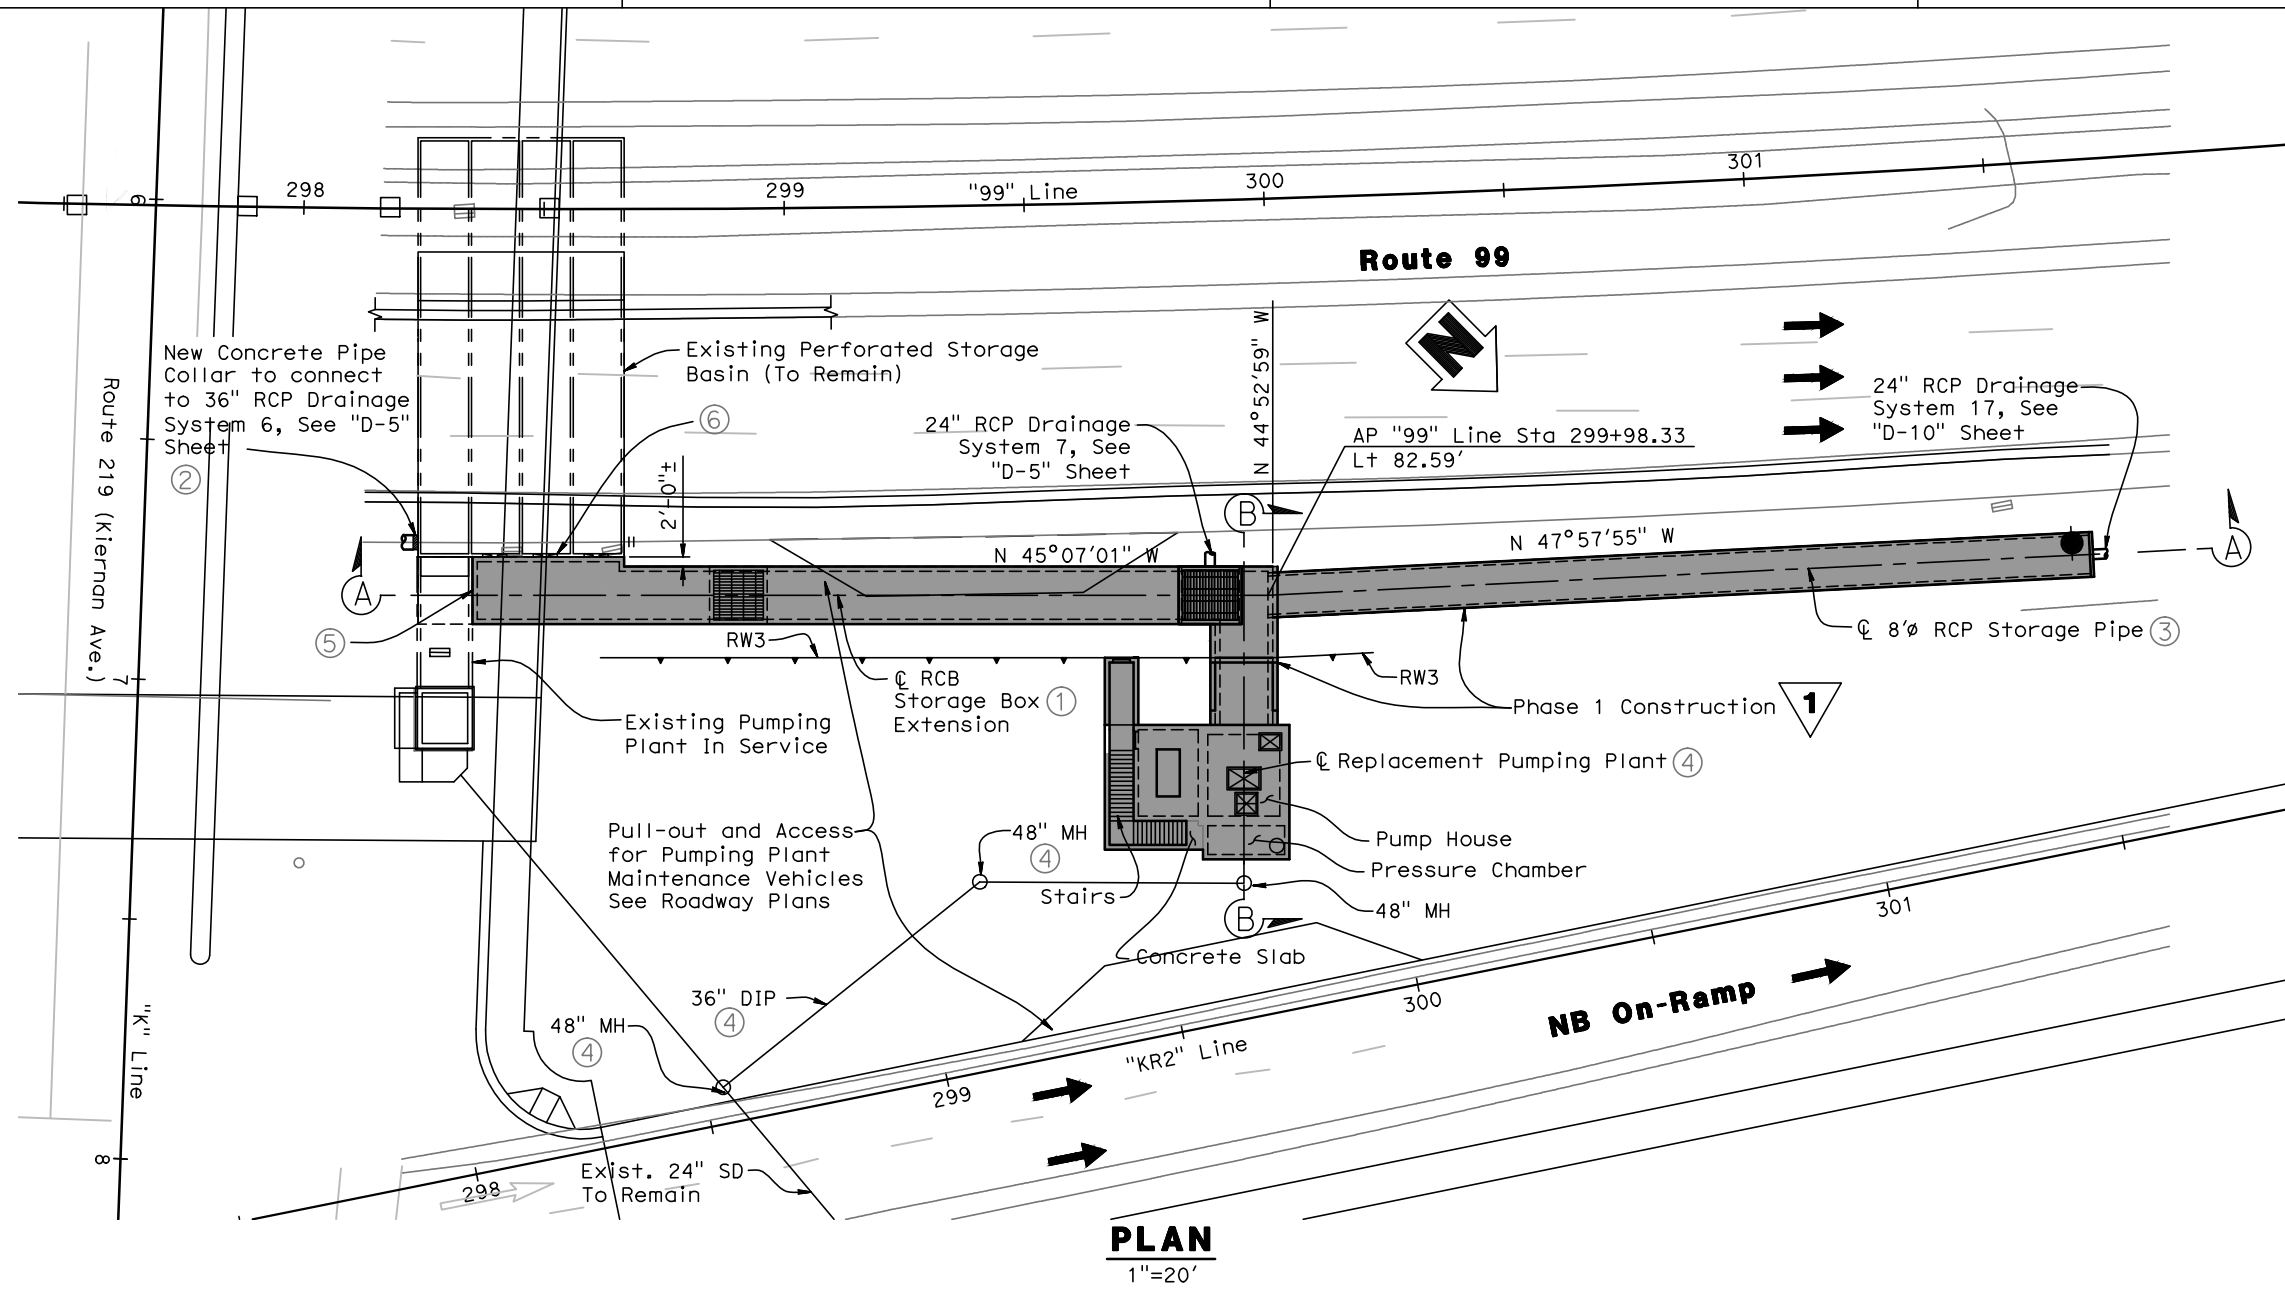 298
299
"99" Line
300
301
6
Route 99
New Concrete Pipe
Collar to connect
to 36" RCP Drainage
System 6, See "D-5"
Sheet
2
Existing Perforated Storage
Basin (To Remain)
6
2'-0"±
24" RCP Drainage
System 7, See
"D-5" Sheet
N 44°52'59" W
N
AP "99" Line Sta 299+98.33
Lt 82.59'
24" RCP Drainage
System 17, See
"D-10" Sheet
Route 219 (Kiernan Ave.)
B
N 45°07'01" W
N 47°57'55" W
A
A
5
RW3
℄ RCB
Storage Box
Extension
1
RW3
℄ 8'ø RCP Storage Pipe
3
7
Existing Pumping
Plant In Service
Phase 1 Construction
1
℄ Replacement Pumping Plant
4
Pull-out and Access
for Pumping Plant
Maintenance Vehicles
See Roadway Plans
48" MH
4
Pump House
Pressure Chamber
Stairs
48" MH
B
Concrete Slab
301
300
299
298
36" DIP
4
48" MH
4
"K" Line
"KR2" Line
NB On-Ramp
8
Exist. 24" SD
To Remain
PLAN
1"=20'